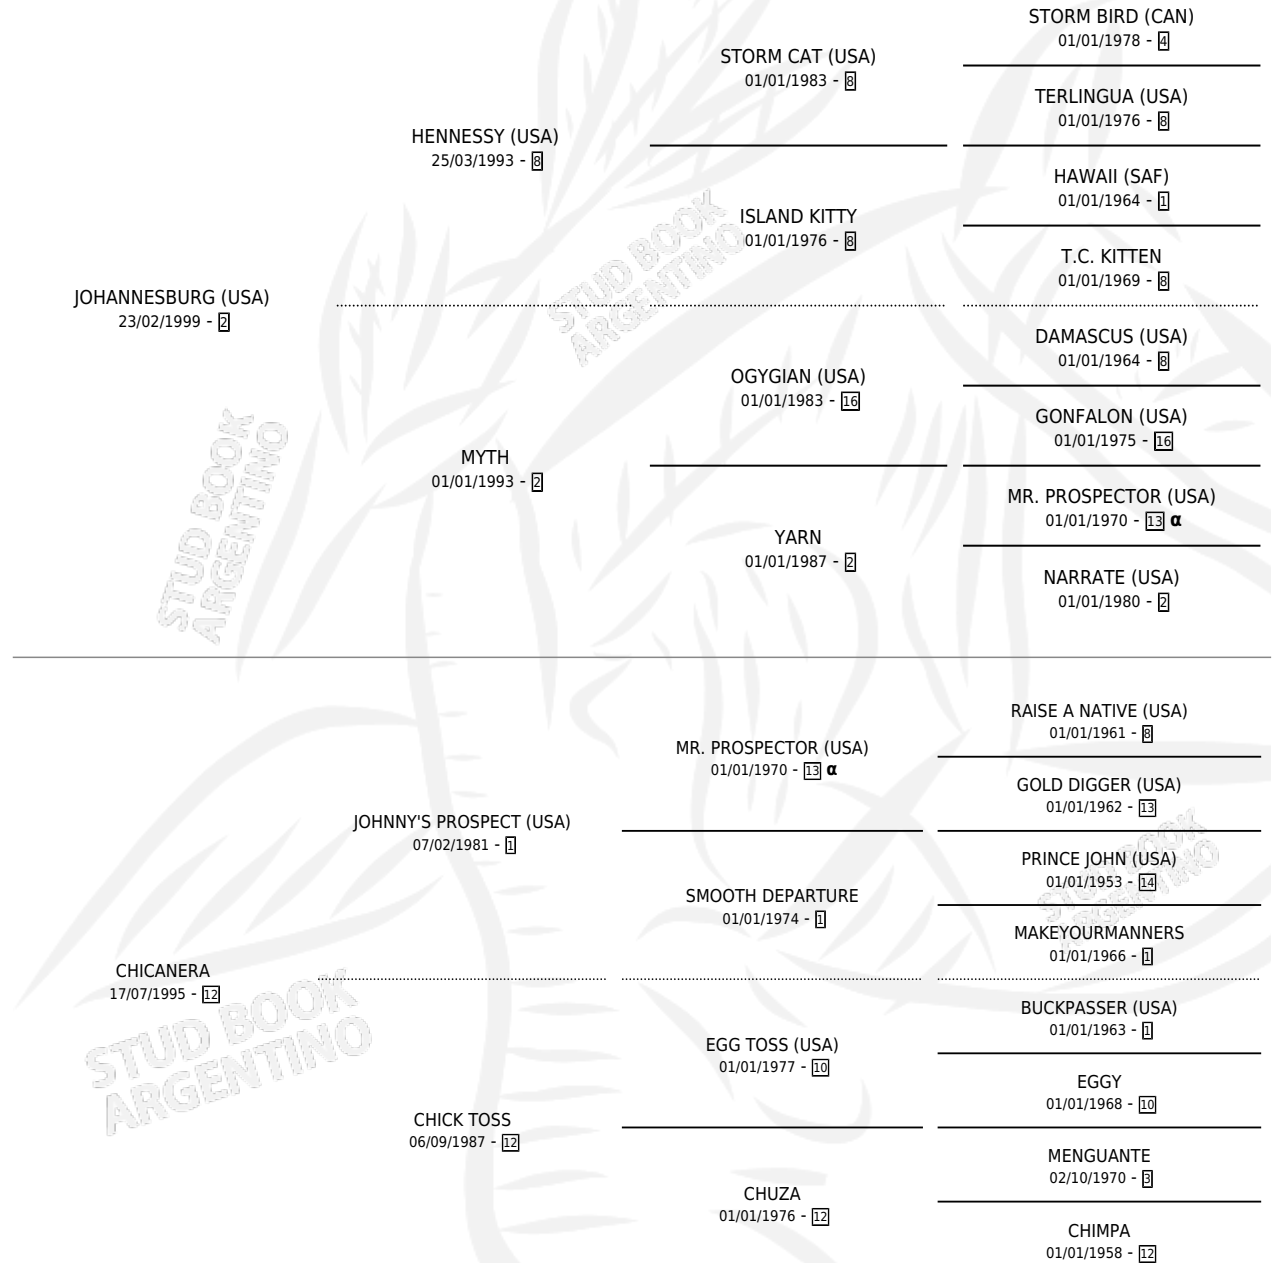 STORM BIRD (CAN)
01/01/1978 - 4
STORM CAT (USA)
01/01/1983 - 8
TERLINGUA (USA)
01/01/1976 - 8
HENNESSY (USA)
25/03/1993 - 8
HAWAII (SAF)
01/01/1964 - 1
ISLAND KITTY
01/01/1976 - 8
T.C. KITTEN
01/01/1969 - 8
JOHANNESBURG (USA)
23/02/1999 - 2
DAMASCUS (USA)
01/01/1964 - 8
OGYGIAN (USA)
01/01/1983 - 16
GONFALON (USA)
01/01/1975 - 16
MYTH
01/01/1993 - 2
MR. PROSPECTOR (USA)
01/01/1970 - 13 α
YARN
01/01/1987 - 2
NARRATE (USA)
01/01/1980 - 2
RAISE A NATIVE (USA)
01/01/1961 - 8
MR. PROSPECTOR (USA)
01/01/1970 - 13 α
GOLD DIGGER (USA)
01/01/1962 - 13
JOHNNY'S PROSPECT (USA)
07/02/1981 - 1
PRINCE JOHN (USA)
01/01/1953 - 14
SMOOTH DEPARTURE
01/01/1974 - 1
MAKEYOURMANNERS
01/01/1966 - 1
CHICANERA
17/07/1995 - 12
BUCKPASSER (USA)
01/01/1963 - 1
EGG TOSS (USA)
01/01/1977 - 10
EGGY
01/01/1968 - 10
CHICK TOSS
06/09/1987 - 12
MENGUANTE
02/10/1970 - 3
CHUZA
01/01/1976 - 12
CHIMPA
01/01/1958 - 12
STUD BOOK
ARGENTINO
STUD BOOK
ARGENTINO
STUD BOOK
ARGENTINO
STUD BOOK
ARGENTINO